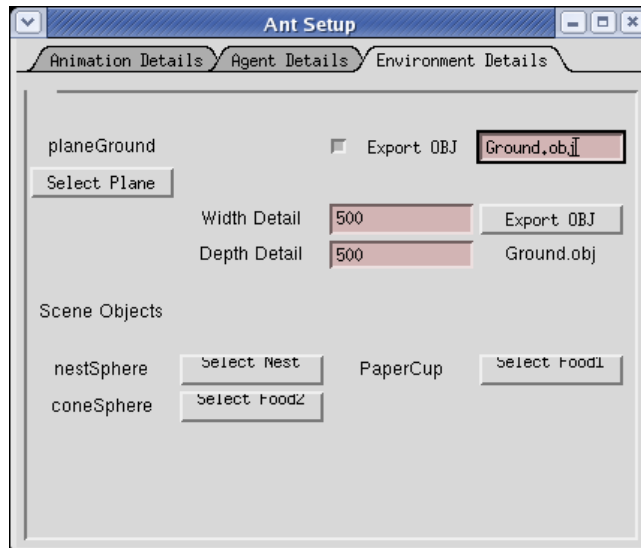 Ant Setup
Animation Details Agent Details Environment Details
planeGround Export OBJ Ground.obj
Select Plane
Width Detail 500 Export OBJ
Depth Detail 500 Ground.obj
Scene Objects
nestSphere Select Nest PaperCup Select Food1
coneSphere Select Food2